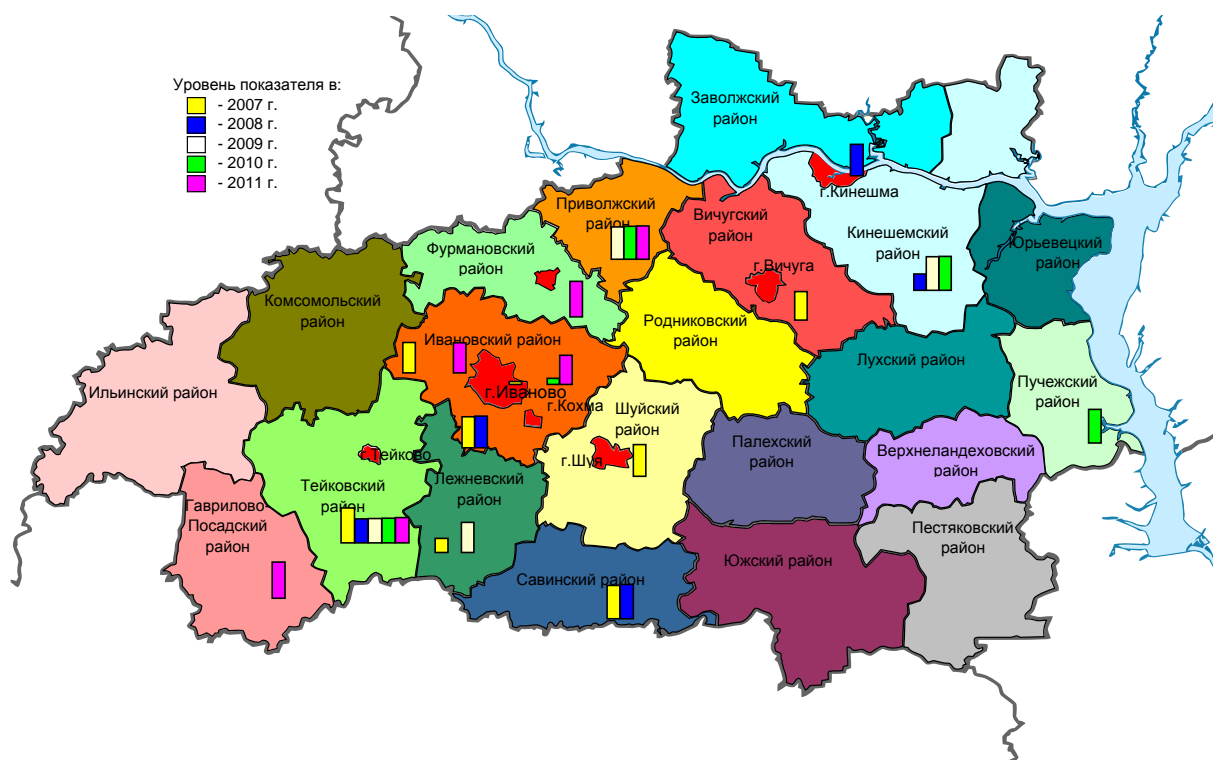 Уровень показателя в:
- 2007 г.
- 2008 г.
- 2009 г.
- 2010 г.
- 2011 г.
Заволжский
район
г.Кинешма
Приволжский
район
Вичугский
район
Кинешемский
район
Юрьевецкий
район
Фурмановский
район
г.Вичуга
Комсомольский
район
Ивановский район
Родниковский
район
Лухский район
Ильинский район
г.Иваново
г.Кохма
Шуйский
район
Пучежский
район
г.Тейково
г.Шуя
Палехский
район
Верхнеландеховский
район
Тейковский
район
Лежневский
район
Гаврилово-
Посадский
район
Пестяковский
район
Савинский район
Южский район